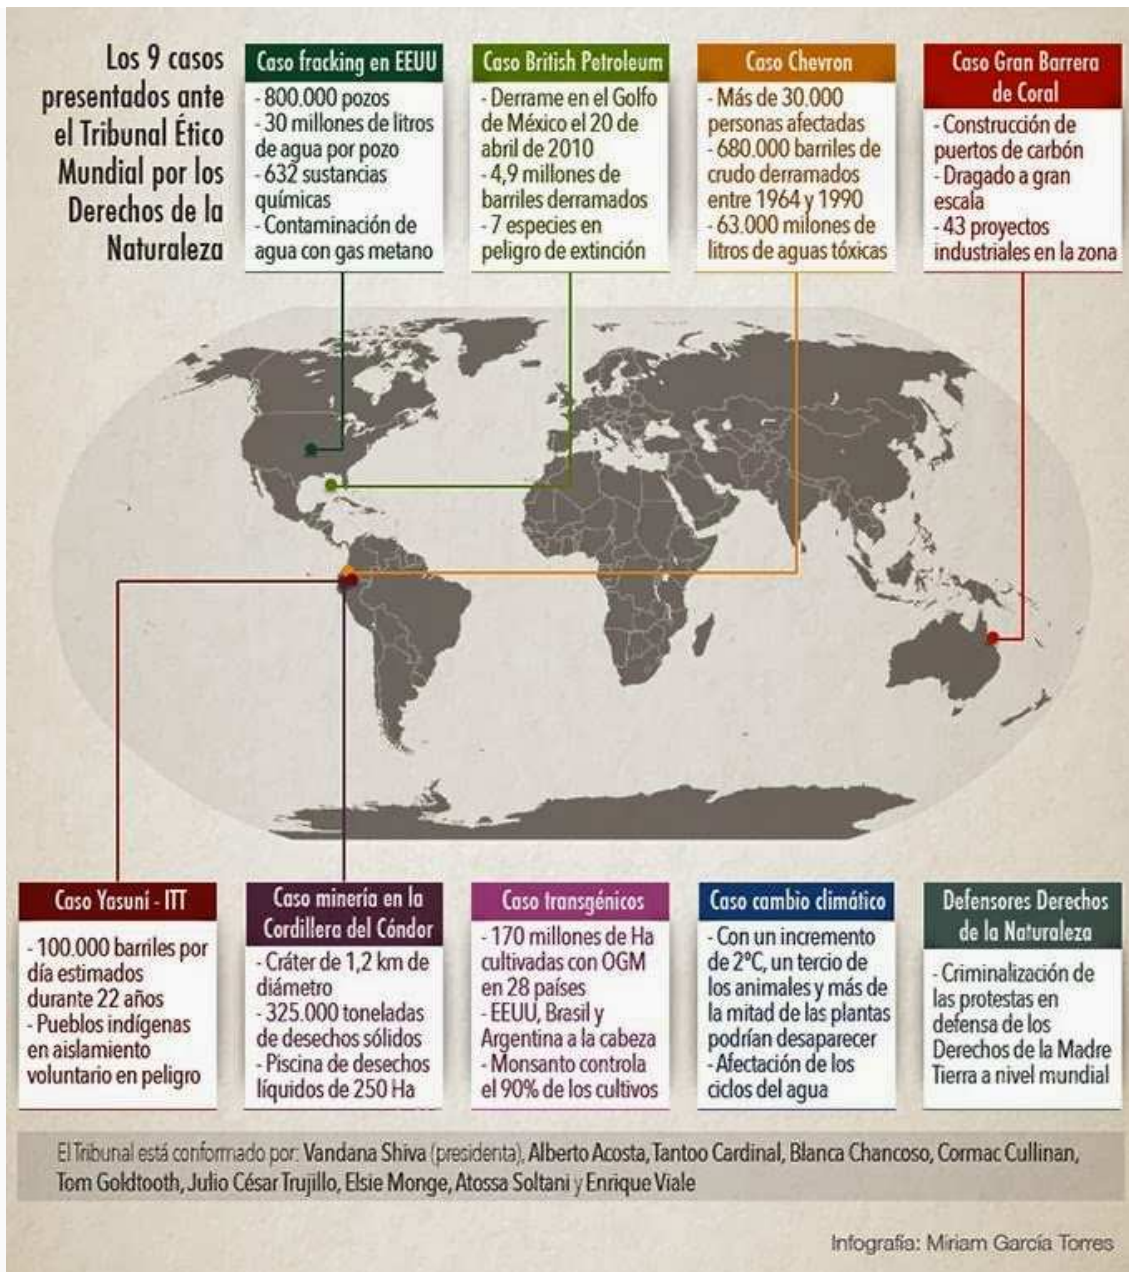 Los 9 casos
presentados ante
el Tribunal Ético
Mundial por los
Derechos de la
Naturaleza
Caso fracking en EEUU
- 800.000 pozos
- 30 millones de litros
de agua por pozo
- 632 sustancias
químicas
- Contaminación de
agua con gas metano
Caso British Petroleum
- Derrame en el Golfo
de México el 20 de
abril de 2010
- 4,9 millones de
barriles derramados
- 7 especies en
peligro de extinción
Caso Chevron
- Más de 30.000
personas afectadas
- 680.000 barriles de
crudo derramados
entre 1964 y 1990
- 63.000 milones de
litros de aguas tóxicas
Caso Gran Barrera
de Coral
- Construcción de
puertos de carbón
- Dragado a gran
escala
- 43 proyectos
industriales en la zona
Caso Yasuní - ITT
- 100.000 barriles por
día estimados
durante 22 años
- Pueblos indígenas
en aislamiento
voluntario en peligro
Caso minería en la
Cordillera del Cóndor
- Cráter de 1,2 km de
diámetro
- 325.000 toneladas
de desechos sólidos
- Piscina de desechos
líquidos de 250 Ha
Caso transgénicos
- 170 millones de Ha
cultivadas con OGM
en 28 países
- EEUU, Brasil y
Argentina a la cabeza
- Monsanto controla
el 90% de los cultivos
Caso cambio climático
- Con un incremento
de 2ºC, un tercio de
los animales y más de
la mitad de las plantas
podrían desaparecer
- Afectación de los
ciclos del agua
Defensores Derechos
de la Naturaleza
- Criminalización de
las protestas en
defensa de los
Derechos de la Madre
Tierra a nivel mundial
El Tribunal está conformado por: Vandana Shiva (presidenta), Alberto Acosta, Tantoo Cardinal, Blanca Chancoso, Cormac Cullinan,
Tom Goldtooth, Julio César Trujillo, Elsie Monge, Atossa Soltani y Enrique Viale
Infografía: Miriam García Torres